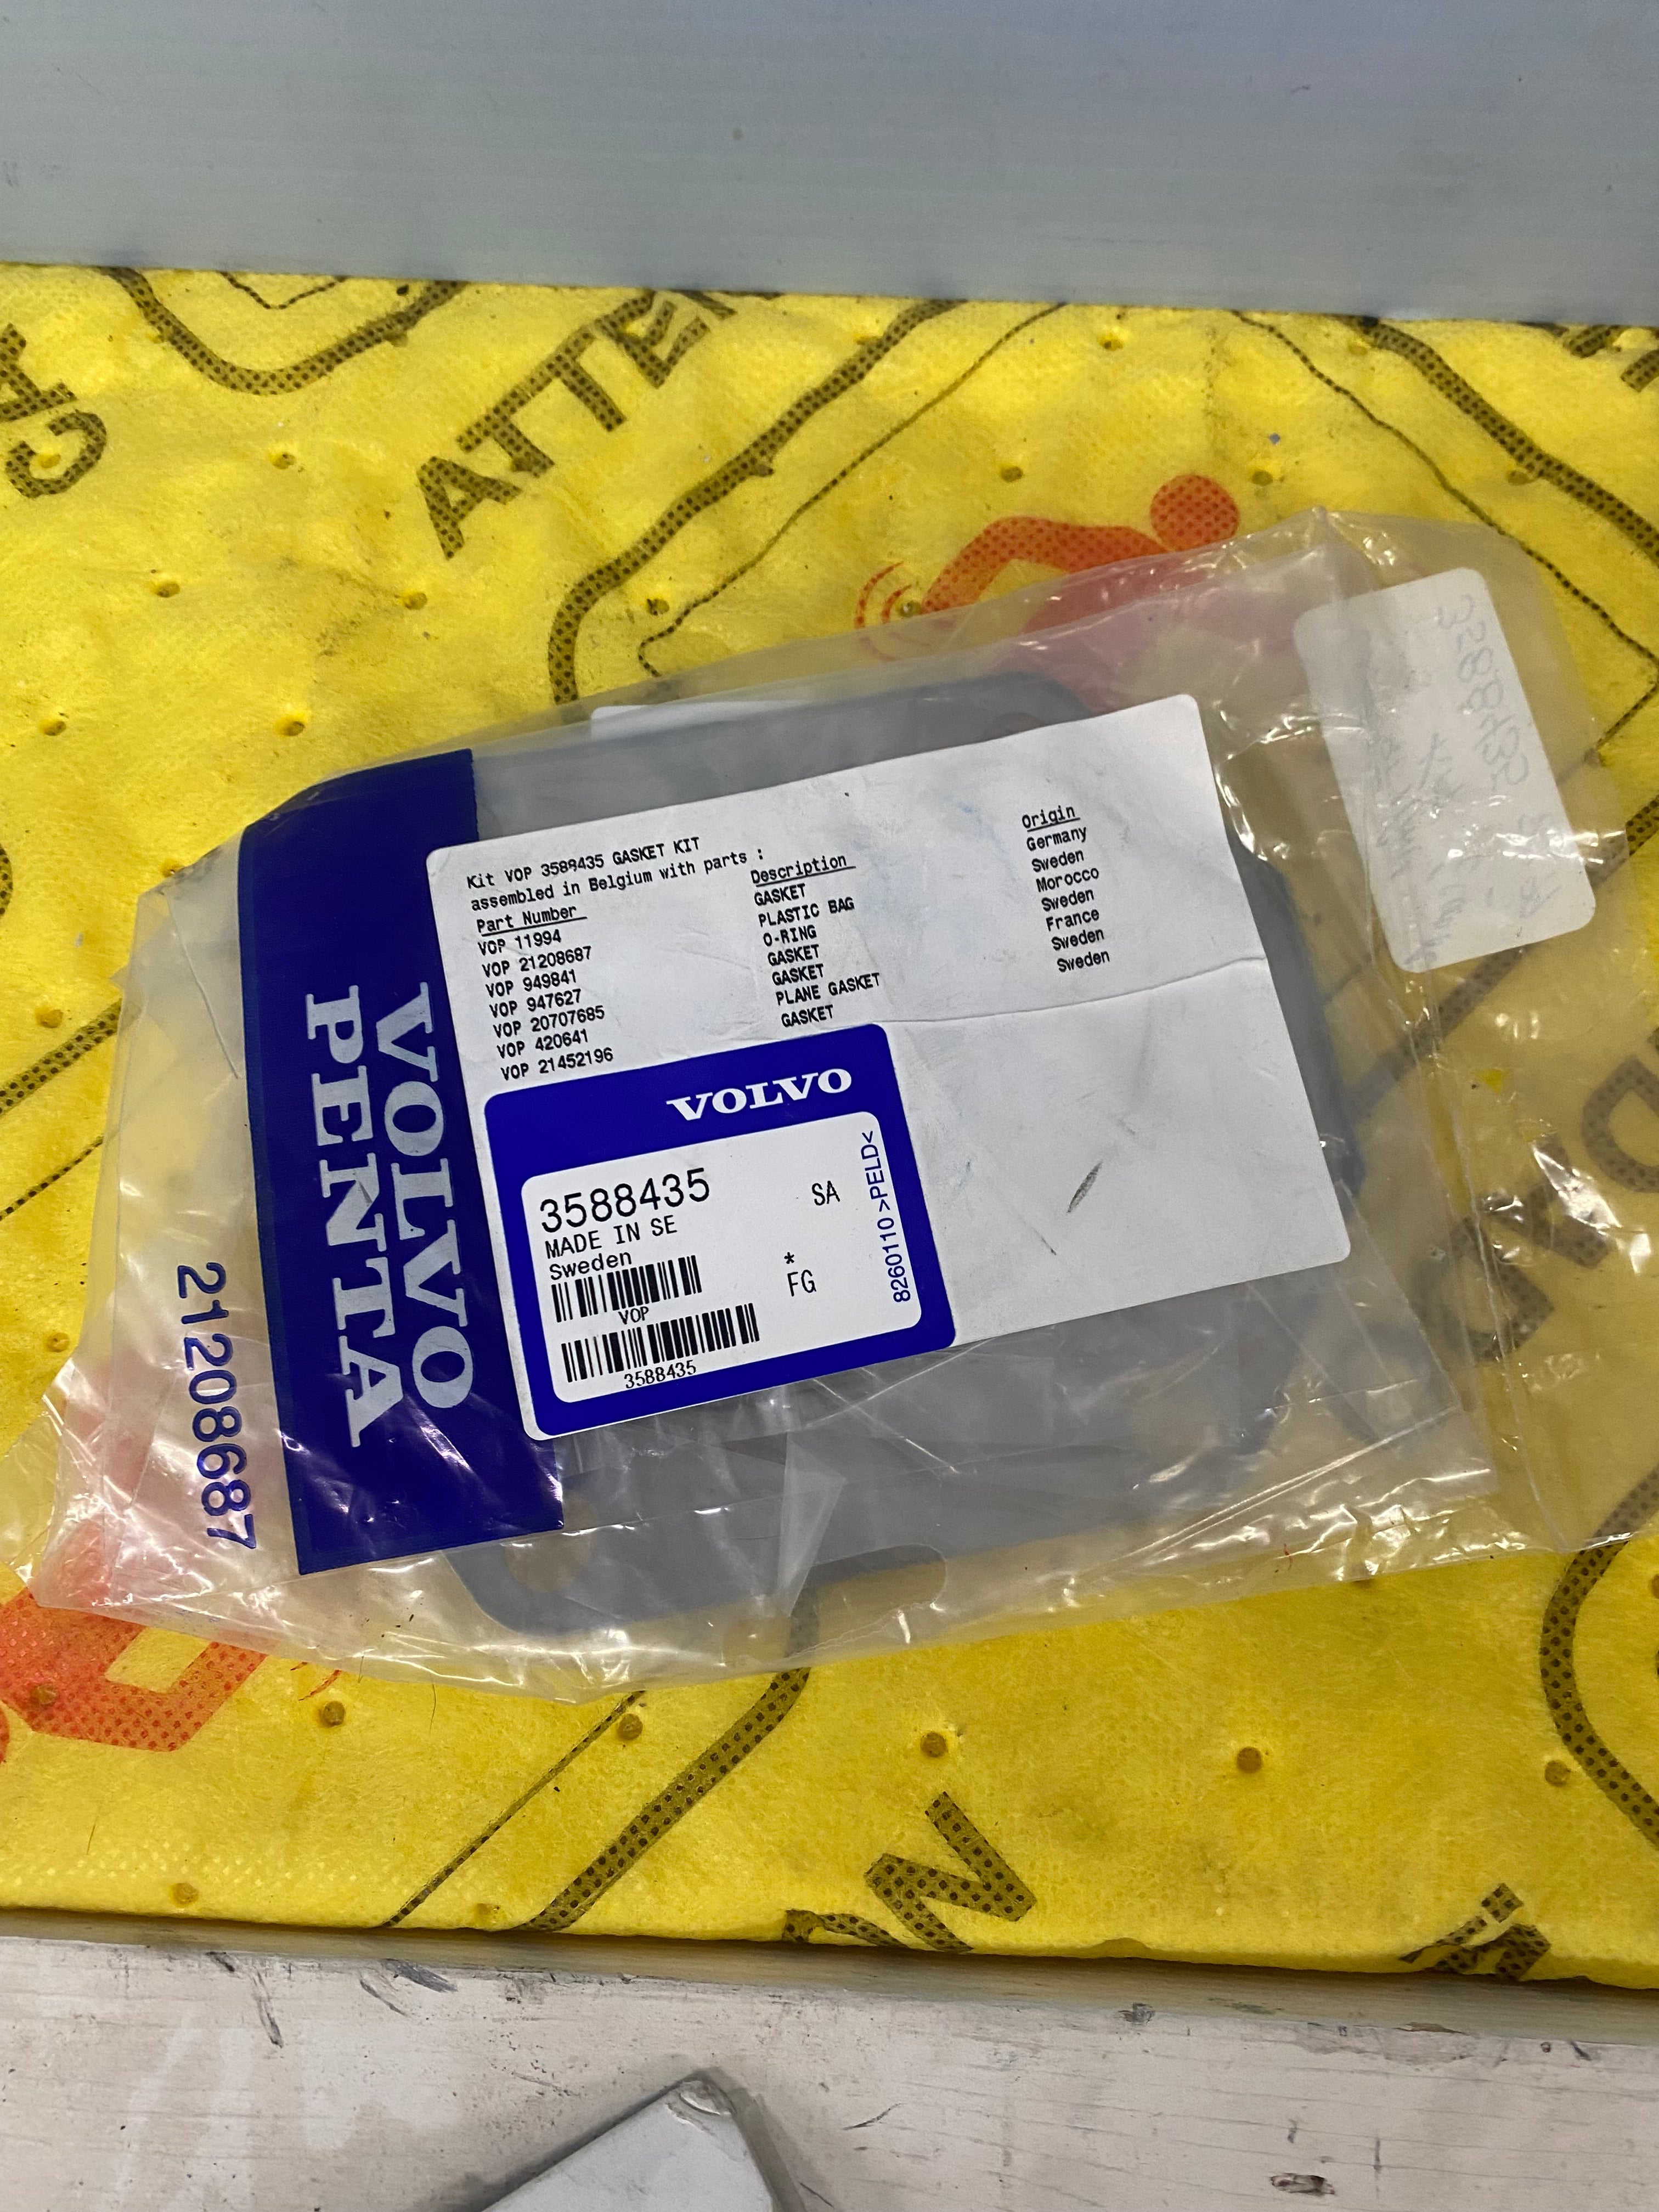 ATTEN
Kit VOP 3588435 GASKET KIT
assembled in Belgium with parts :
Part Number Description Origin
VOP 11994 GASKET Germany
VOP 21208687 PLASTIC BAG Sweden
VOP 949841 O-RING Morocco
VOP 947627 GASKET Sweden
VOP 20707685 GASKET France
VOP 420641 PLANE GASKET Sweden
VOP 21452196 GASKET Sweden
VOLVO
3588435 SA
MADE IN SE
Sweden
*
FG
VOP
3588435
8260110 >PELD<
VOLVO
PENTA
21208687